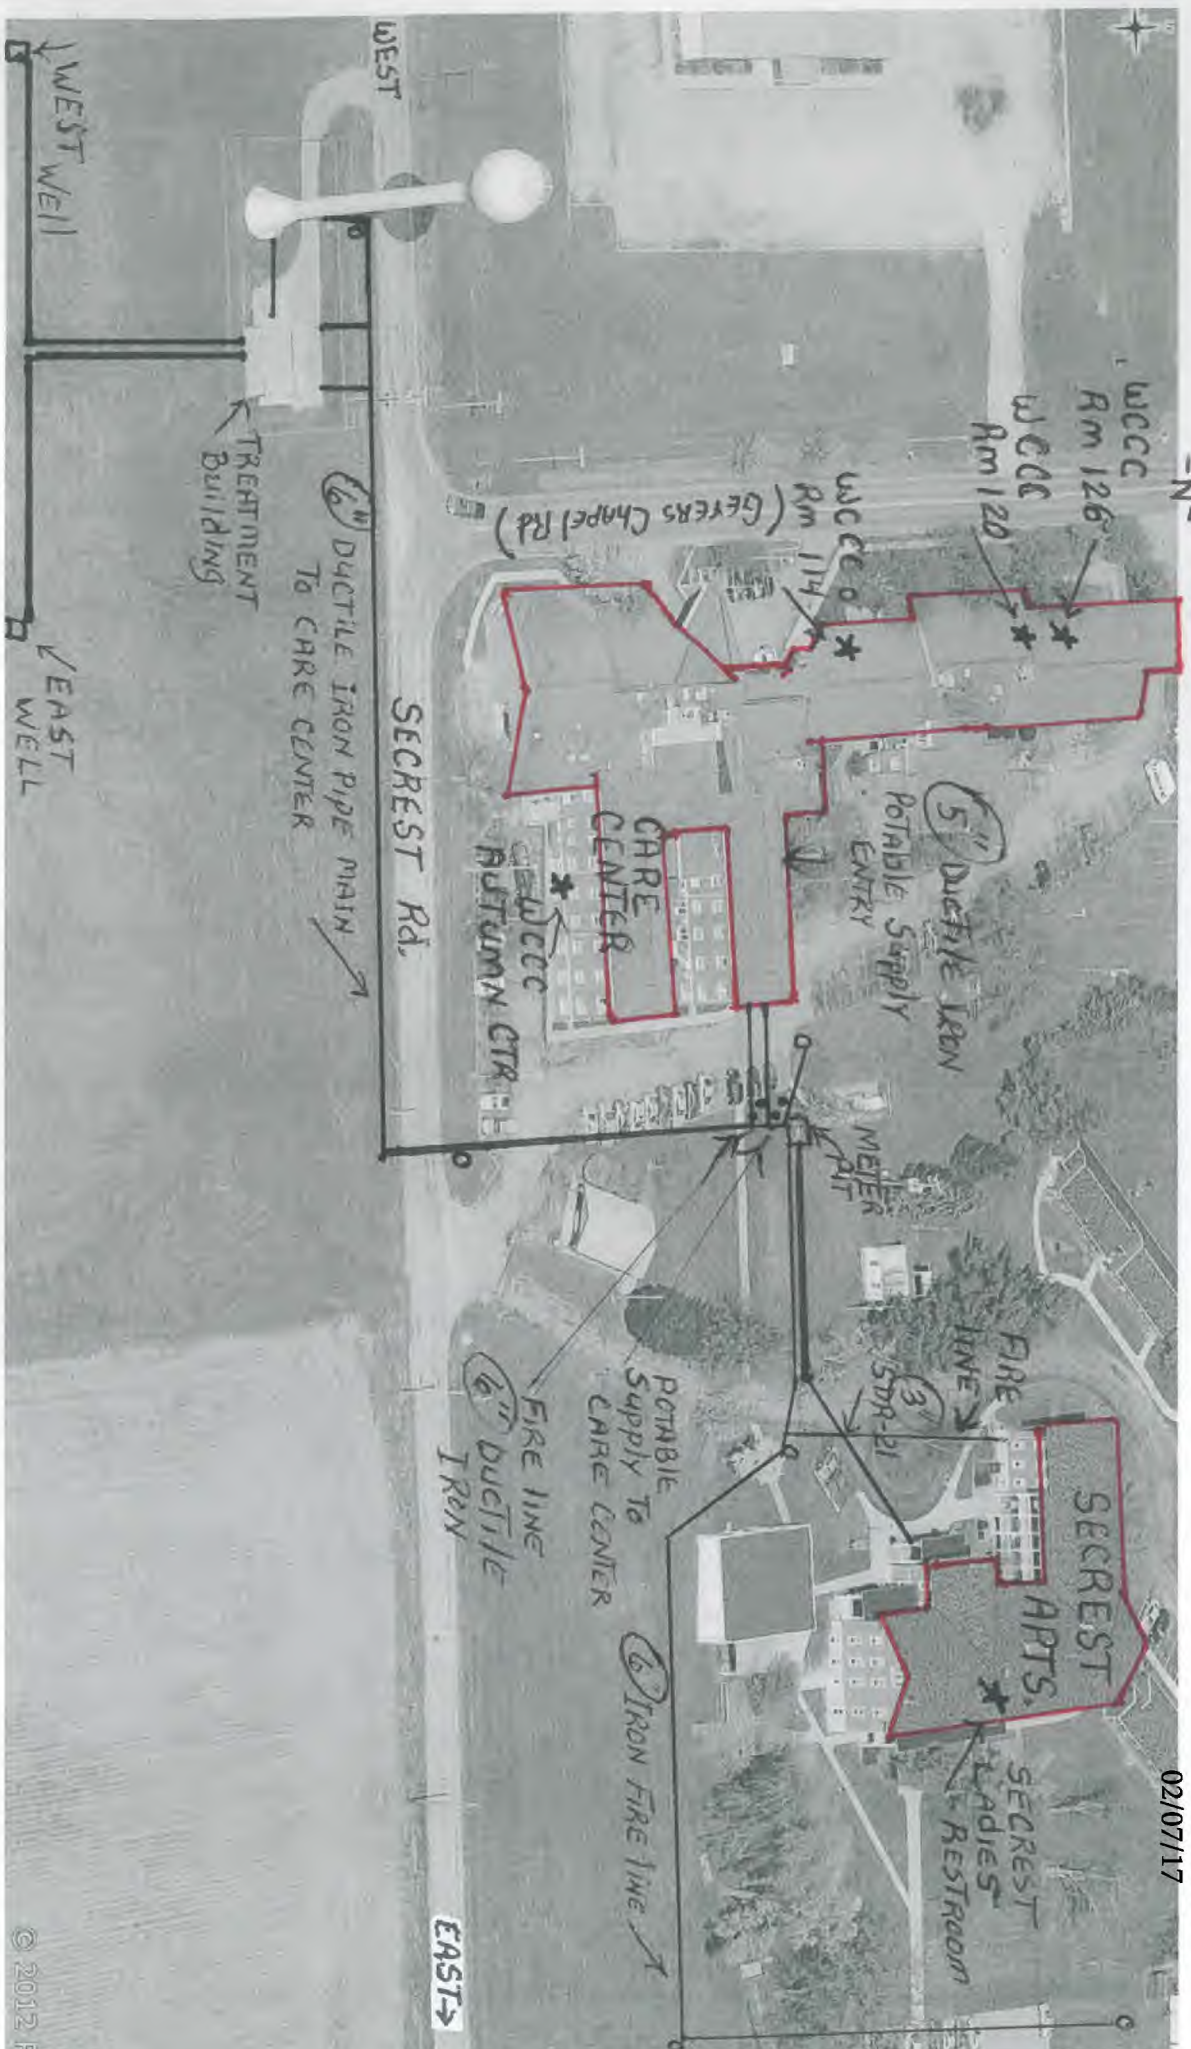 WEST
WEST WEll
EAST
WELL
TREATMENT
Building
6" DUCTILE IRON PIPE MAIN
TO CARE CENTER
SECREST Rd.
(GEYERS CHAPEl Rd)
N
WCCC
Rm 126
WCCC
Rm 120
WCCC
Rm 114
5" DUCTILE IRON
POTABLE Supply
ENTRY
CARE
CENTER
WCCC
AUTUMN CTR
METER
PIT
FIRE
LINE
3"
SDR-21
POTABLE
Supply To
CARE CENTER
FIRE lINE
6" DUCTILE
IRON
6" IRON FIRE lINE
SECREST
APTS.
SECREST
LADIES
RESTROOM
EAST→
02/07/17
© 2012